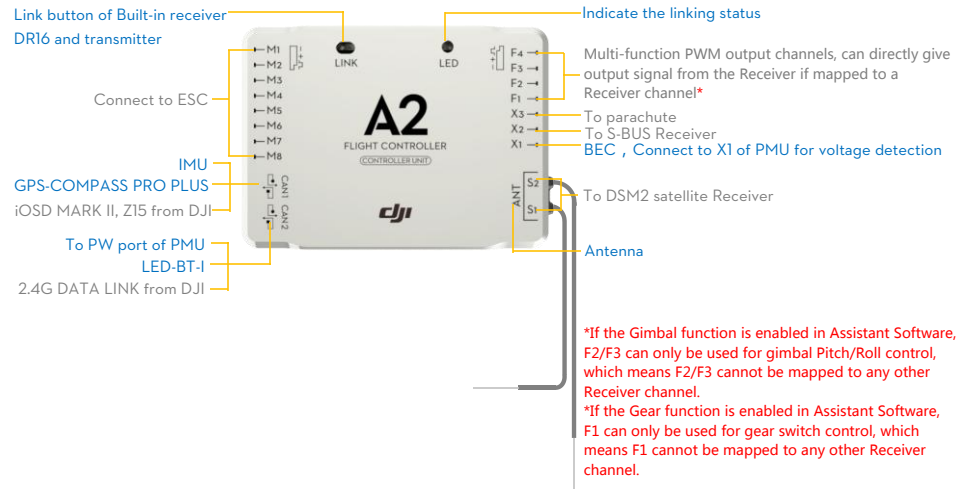 Link button of Built-in receiver
DR16 and transmitter
Indicate the linking status
LINK
LED
M1
M2
M3
M4
M5
M6
M7
M8
Connect to ESC
F4
F3
F2
F1
X3
X2
X1
Multi-function PWM output channels, can directly give
output signal from the Receiver if mapped to a
Receiver channel*
To parachute
To S-BUS Receiver
BEC , Connect to X1 of PMU for voltage detection
A2
FLIGHT CONTROLLER
CONTROLLER UNIT
IMU
GPS-COMPASS PRO PLUS
iOSD MARK II, Z15 from DJI
CAN1
CAN2
dji
ANT
S2
S1
To DSM2 satellite Receiver
To PW port of PMU
LED-BT-I
2.4G DATA LINK from DJI
Antenna
*If the Gimbal function is enabled in Assistant Software,
F2/F3 can only be used for gimbal Pitch/Roll control,
which means F2/F3 cannot be mapped to any other
Receiver channel.
*If the Gear function is enabled in Assistant Software,
F1 can only be used for gear switch control, which
means F1 cannot be mapped to any other Receiver
channel.